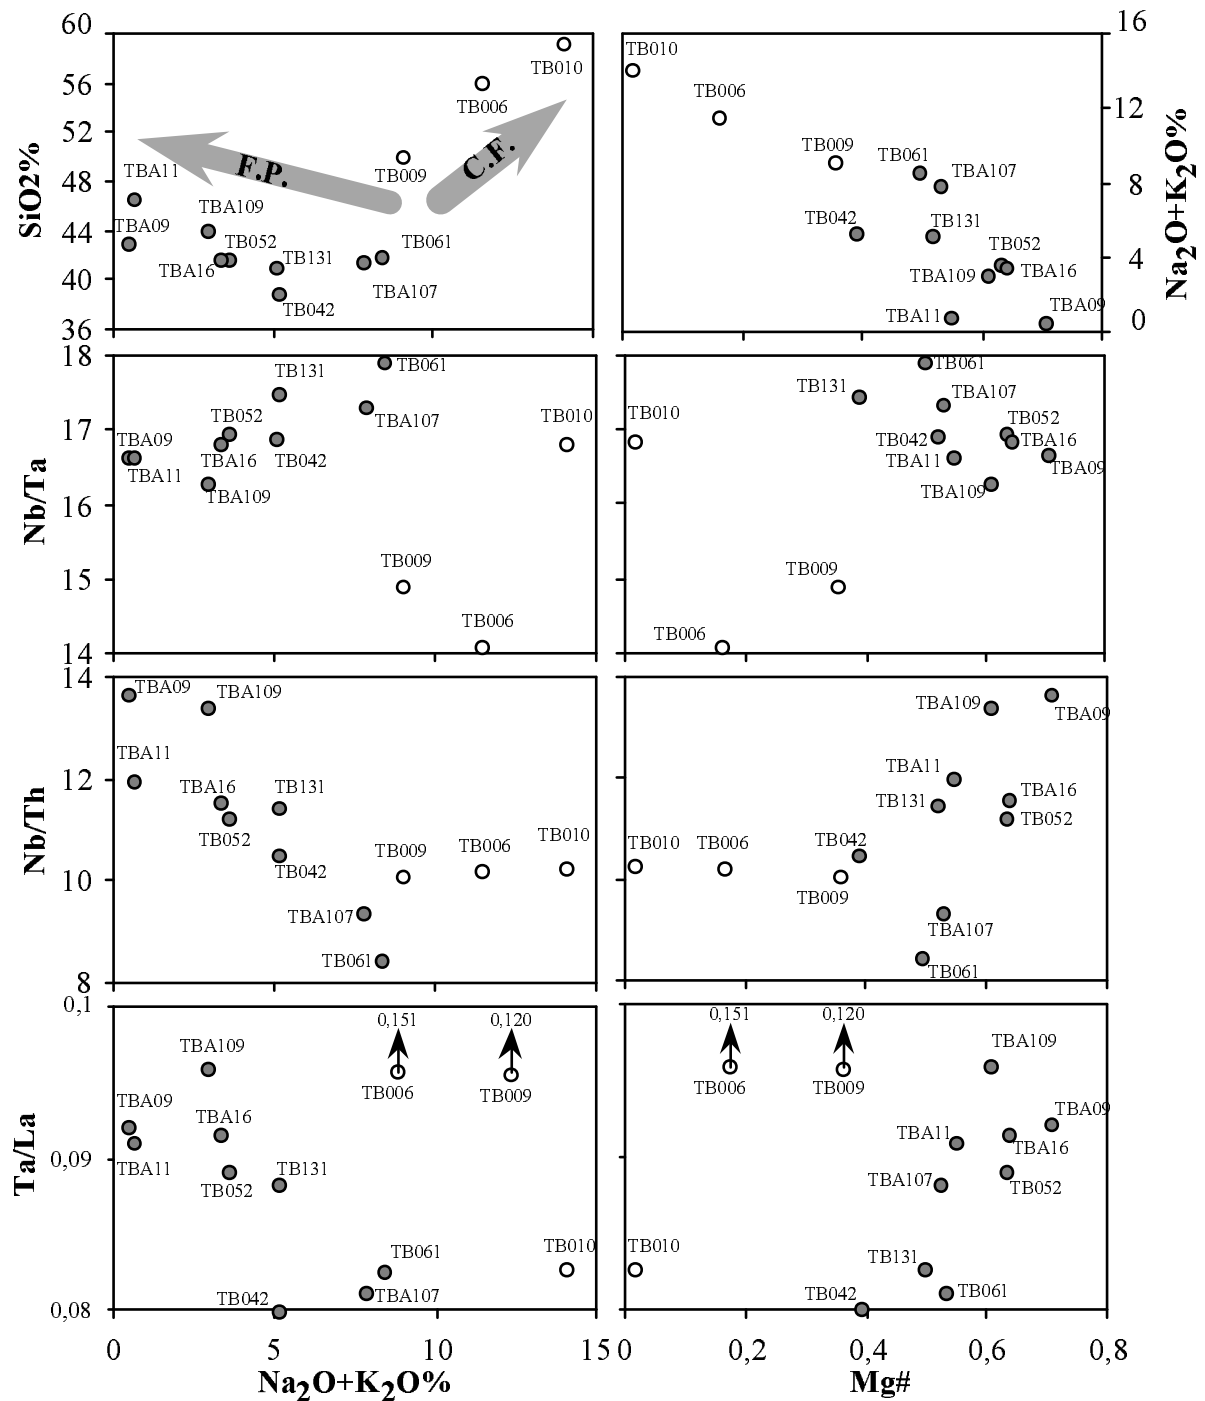 60
56
52
48
44
40
36
SiO2%
F.P.
C.F.
TB010
TB006
TB009
TBA11
TBA109
TBA09
TB052
TBA16
TB131
TB061
TB042
TBA107
16
12
8
4
0
Na2O+K2O%
TB010
TB006
TB009
TB061
TBA107
TB042
TB131
TB052
TBA109
TBA16
TBA11
TBA09
18
17
16
15
14
Nb/Ta
TB131
TB061
TB052
TBA107
TB010
TBA09
TBA16
TB042
TBA11
TBA109
TB009
TB006
TB061
TB131
TBA107
TB010
TB052
TB042
TBA16
TBA11
TBA09
TBA109
TB009
TB006
14
12
10
8
Nb/Th
TBA09
TBA109
TBA11
TBA16
TB131
TB052
TB010
TB009
TB006
TB042
TBA107
TB061
TBA109
TBA09
TBA11
TB131
TBA16
TB052
TB010
TB006
TB042
TB009
TBA107
TB061
0,1
0,09
0,08
Ta/La
0,151
0,120
TBA109
TB006
TB009
TBA09
TBA16
TBA11
TB052
TB131
TB061
TB010
TB042
TBA107
0,151
0,120
TB006
TB009
TBA109
TBA09
TBA11
TBA16
TBA107
TB052
TB010
TB131
TB042
TB061
0
5
10
15
0
0,2
0,4
0,6
0,8
Na2O+K2O%
Mg#